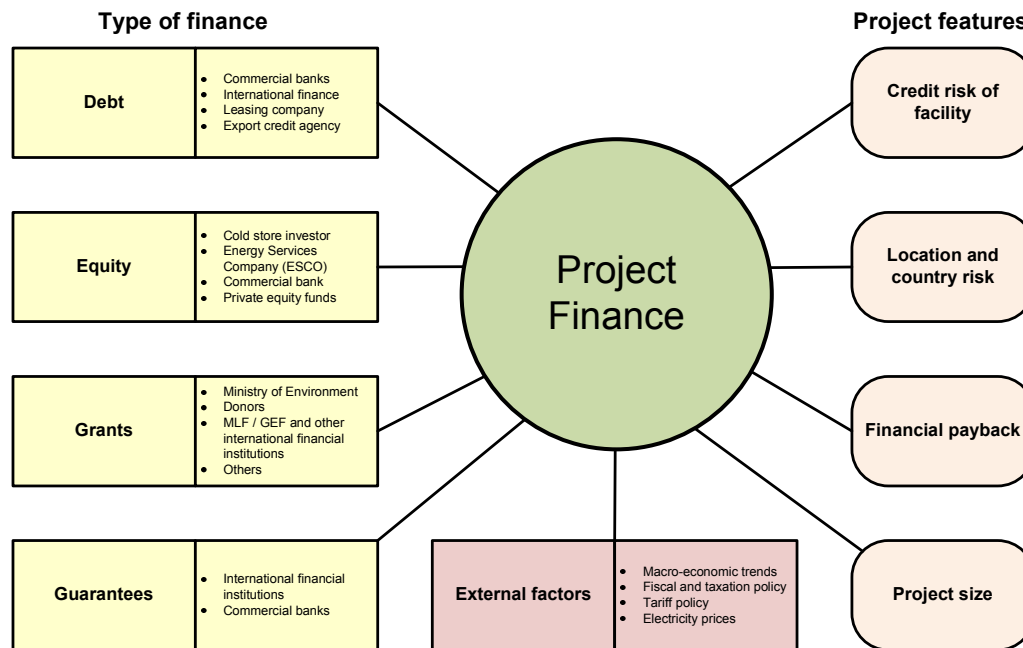 Type of finance
Project features
Debt
• Commercial banks
• International finance
• Leasing company
• Export credit agency
Credit risk of
facility
Equity
• Cold store investor
• Energy Services
Company (ESCO)
• Commercial bank
• Private equity funds
Project
Finance
Location and
country risk
Grants
• Ministry of Environment
• Donors
• MLF / GEF and other
international financial
institutions
• Others
Financial payback
Guarantees
• International financial
institutions
• Commercial banks
External factors
• Macro-economic trends
• Fiscal and taxation policy
• Tariff policy
• Electricity prices
Project size